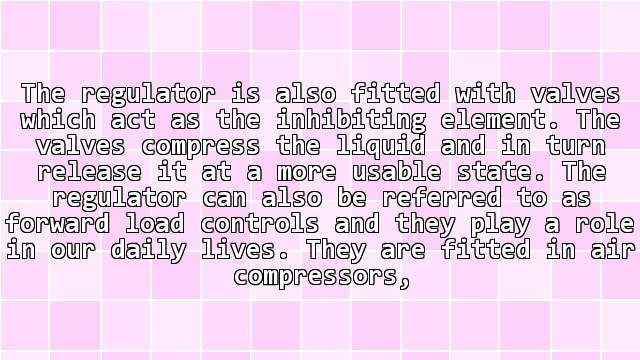 The regulator is also fitted with valves
which act as the inhibiting element. The
valves compress the liquid and in turn
release it at a more usable state. The
regulator can also be referred to as
forward load controls and they play a role
in our daily lives. They are fitted in air
compressors,